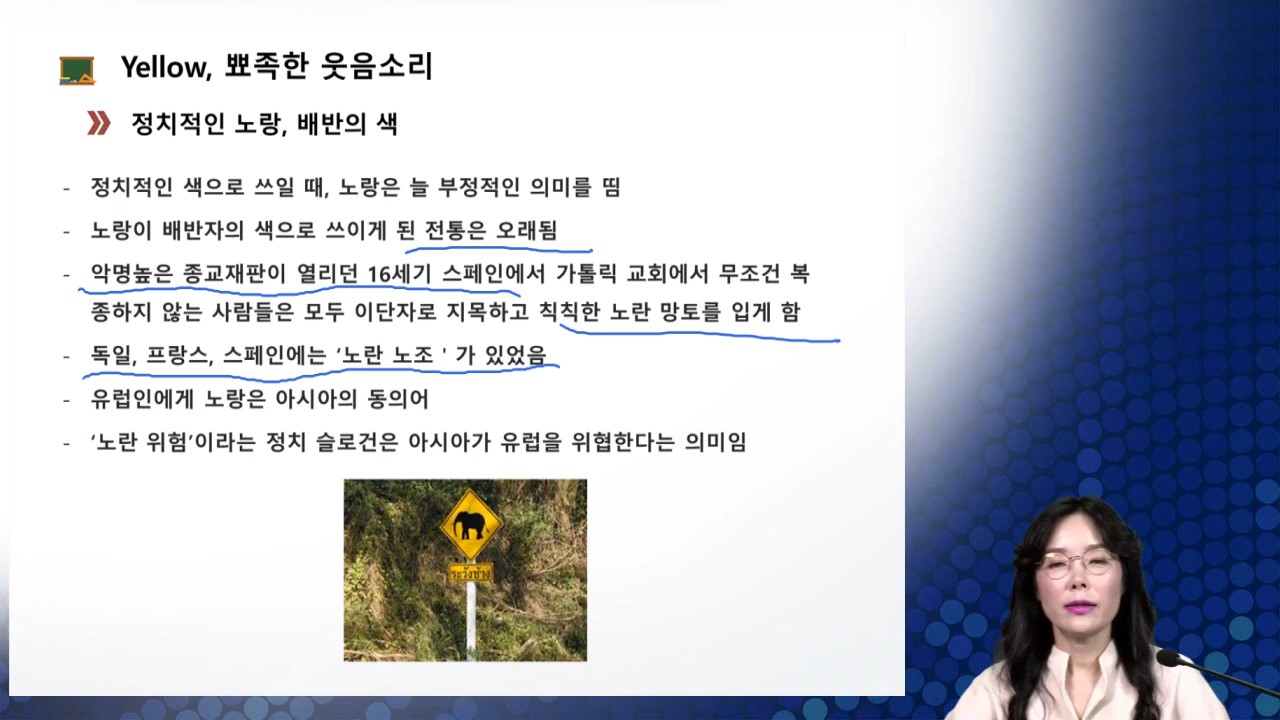 Yellow, 뾰족한 웃음소리
정치적인 노랑, 배반의 색
- 정치적인 색으로 쓰일 때, 노랑은 늘 부정적인 의미를 띔
- 노랑이 배반자의 색으로 쓰이게 된 전통은 오래됨
- 악명높은 종교재판이 열리던 16세기 스페인에서 가톨릭 교회에서 무조건 복
종하지 않는 사람들은 모두 이단자로 지목하고 칙칙한 노란 망토를 입게 함
- 독일, 프랑스, 스페인에는 ‘노란 노조 ' 가 있었음
- 유럽인에게 노랑은 아시아의 동의어
- ‘노란 위험’이라는 정치 슬로건은 아시아가 유럽을 위협한다는 의미임
ระวังช้าง